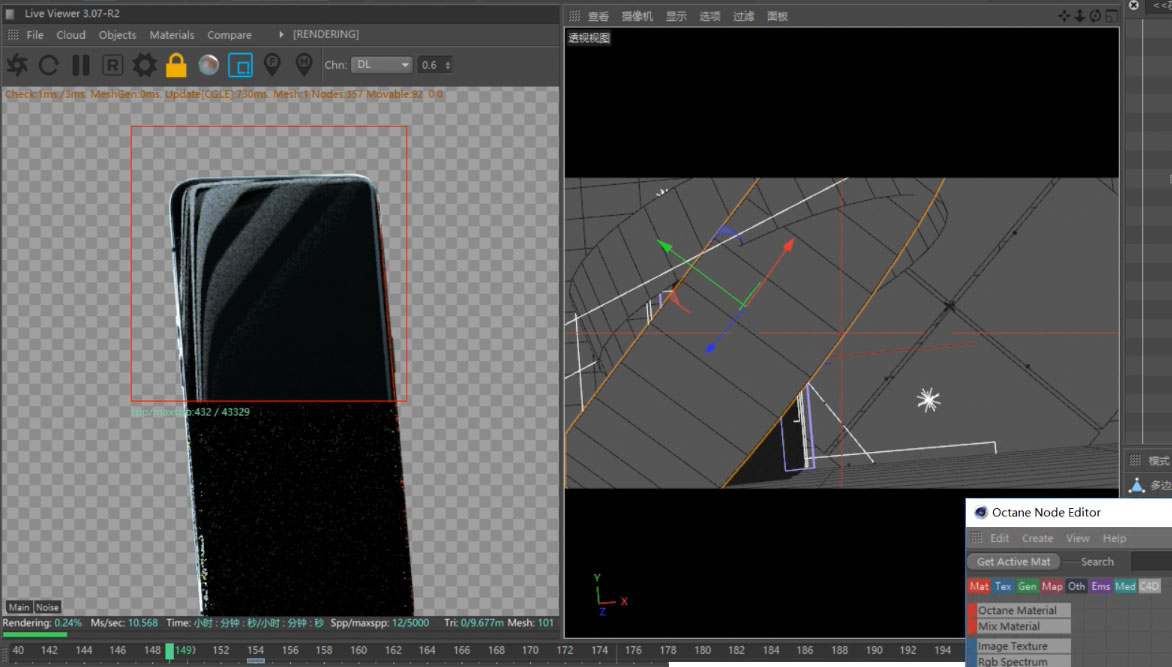 Live Viewer 3.07-R2
File Cloud Objects Materials Compare [RENDERING]
Chn: DL 0.6
Check:1ms./3ms. MeshGen:0ms. Update[CGLE]:730ms. Mesh:1 Nodes:357 Movable:92 0:0
spp/maxspp:432 / 43329
Main Noise
Rendering: 0.24% Ms/sec: 10.568 Time: 小时 : 分钟 : 秒/小时 : 分钟 : 秒 Spp/maxspp: 12/5000 Tri: 0/9.677m Mesh: 101
查看 摄像机 显示 选项 过滤 面板
透视视图
Y
X
Z
模式
多边
Octane Node Editor
Edit Create View Help
Get Active Mat Search
Mat Tex Gen Map Oth Ems Med C4D
Octane Material
Mix Material
Image Texture
Rgb Spectrum
40 142 144 146 148 149) 152 154 156 158 160 162 164 166 168 170 172 174 176 178 180 182 184 186 188 190 192 194